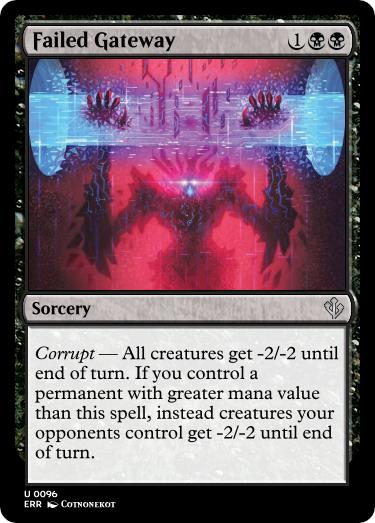 Failed Gateway 1
Sorcery
Corrupt — All creatures get -2/-2 until
end of turn. If you control a
permanent with greater mana value
than this spell, instead creatures your
opponents control get -2/-2 until end
of turn.
U 0096
ERR COTNONEKOT